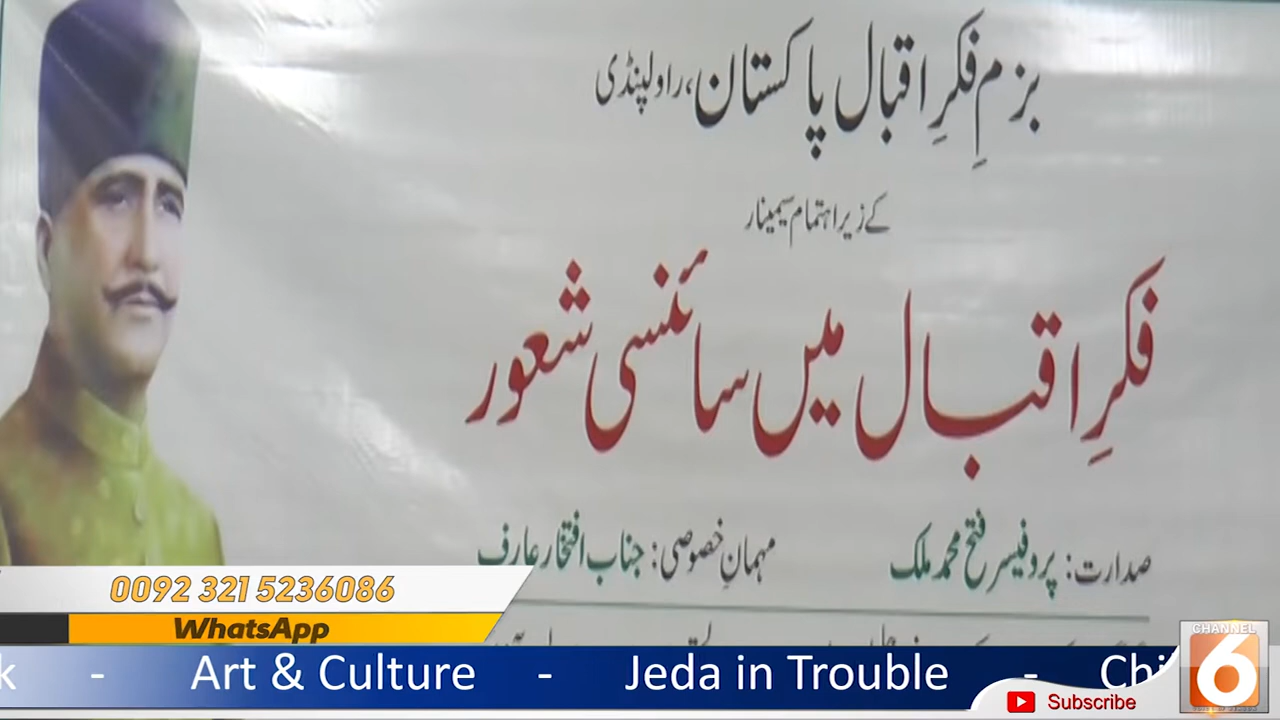 بزمِ فکرِ اقبال پاکستان، راولپنڈی
کے زیر اہتمام سیمینار
فکرِ اقبال میں سائنسی شعور
صدارت: پروفیسر فتح محمد ملک مہمانِ خصوصی: جناب افتخار عارف
0092 321 5236086
WhatsApp
k - Art & Culture - Jeda in Trouble - Chi
Subscribe
CHANNEL
6